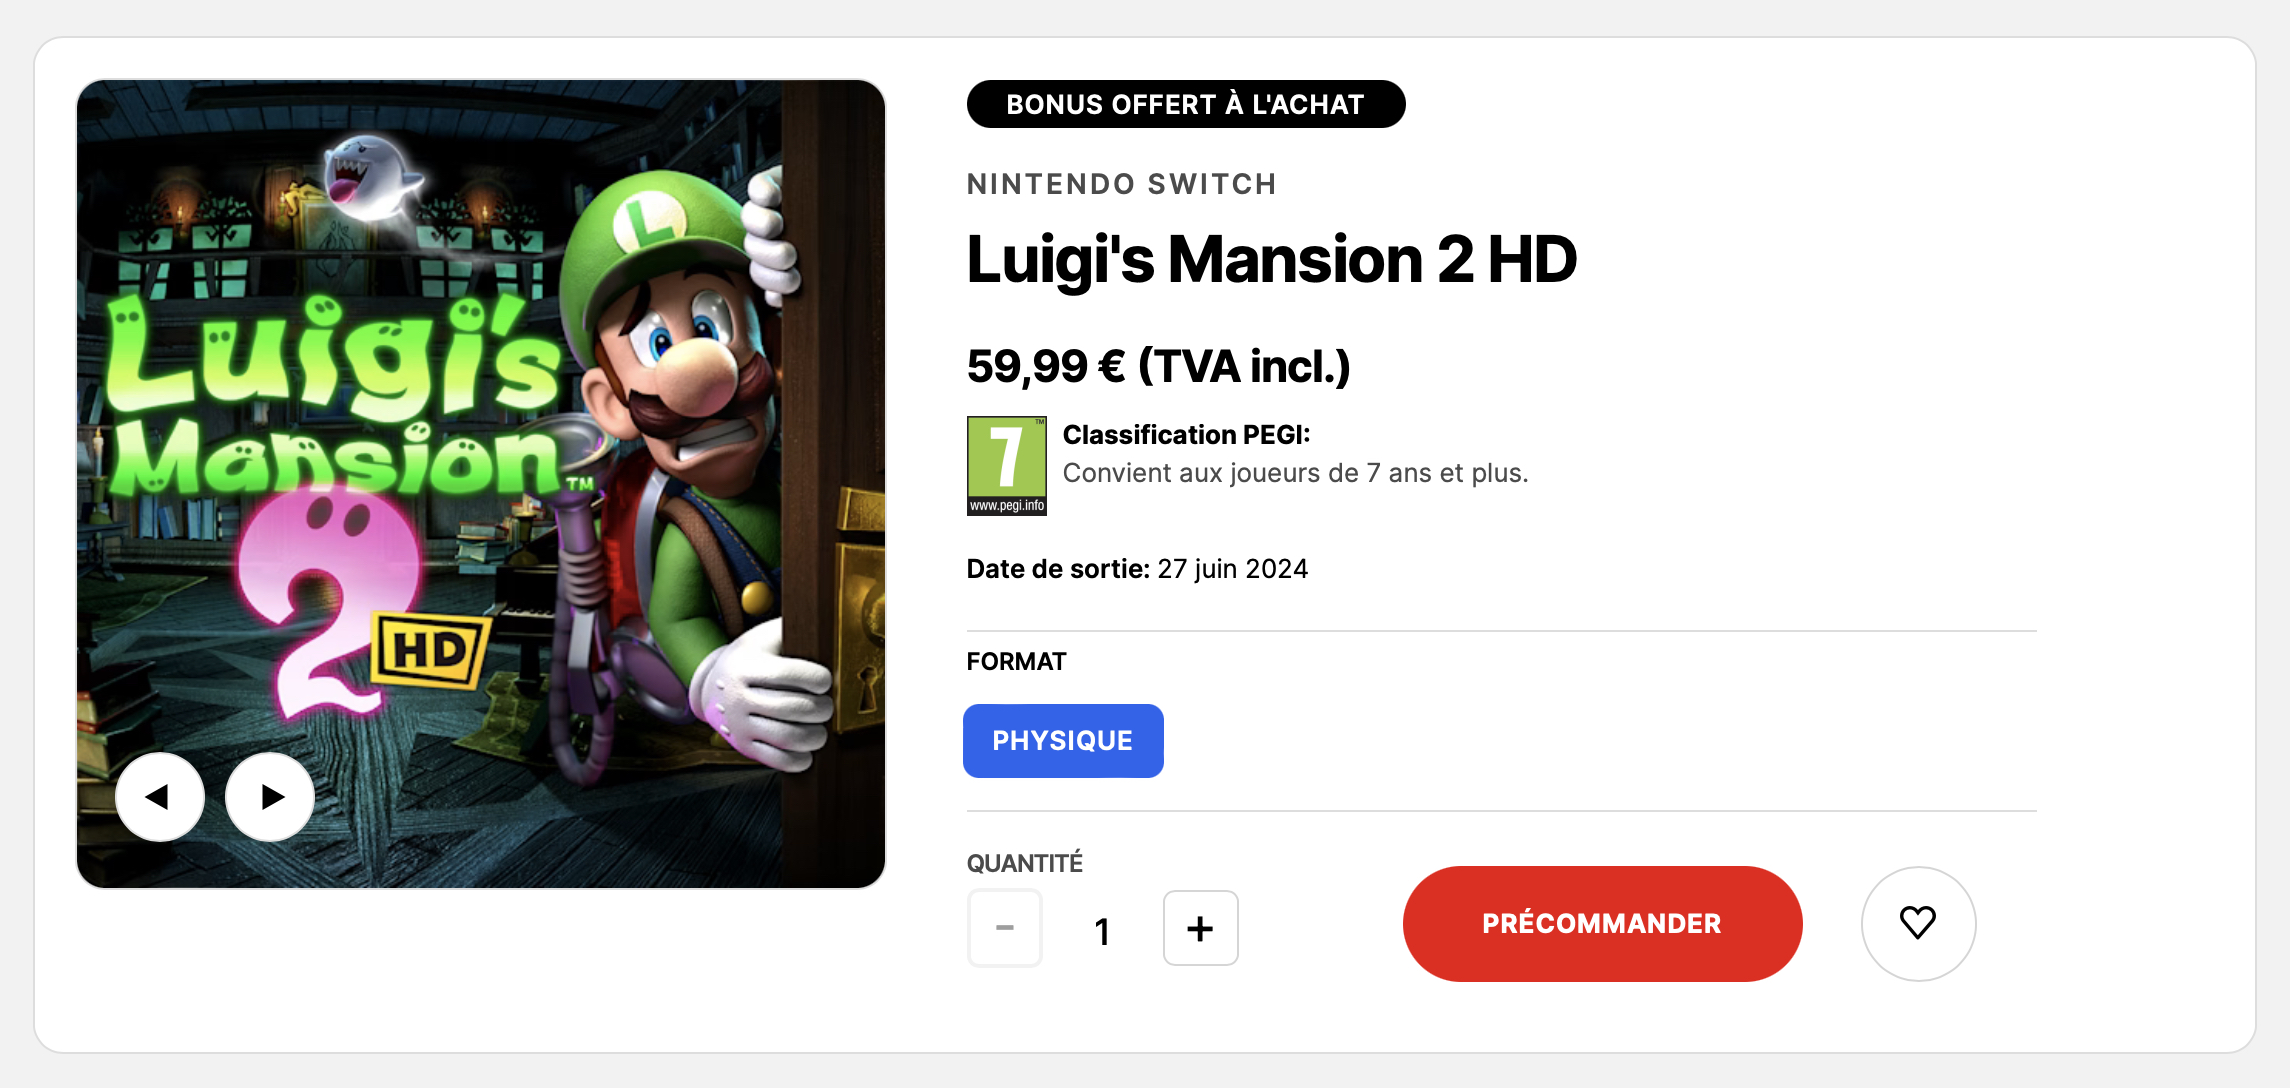 Luigi's
Mansion™
2 HD
BONUS OFFERT À L'ACHAT
NINTENDO SWITCH
Luigi's Mansion 2 HD
59,99 € (TVA incl.)
7™
www.pegi.info
Classification PEGI:
Convient aux joueurs de 7 ans et plus.
Date de sortie: 27 juin 2024
FORMAT
PHYSIQUE
QUANTITÉ
- 1 +
PRÉCOMMANDER